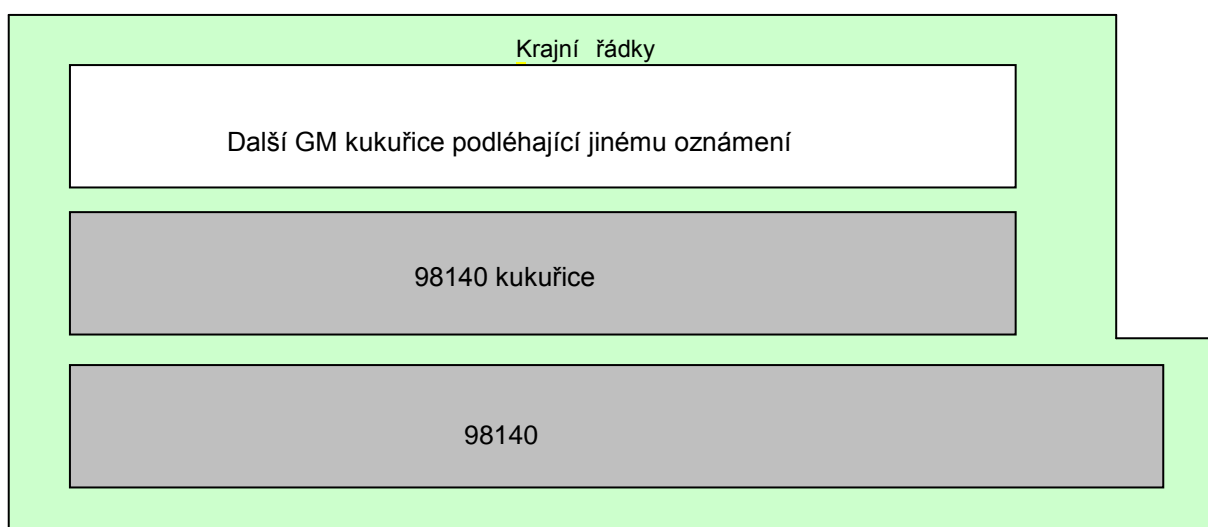 Krajní řádky
Další GM kukuřice podléhající jinému oznámení
98140 kukuřice
98140